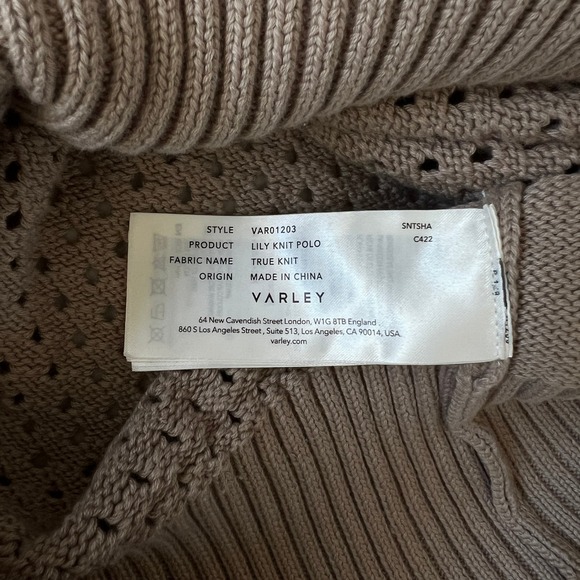 STYLE VAR01203 SNTSHA
PRODUCT LILY KNIT POLO C422
FABRIC NAME TRUE KNIT
ORIGIN MADE IN CHINA
VARLEY
64 New Cavendish Street London, W1G 8TB England
860 S Los Angeles Street , Suite 513, Los Angeles, CA 90014, USA.
varley.com